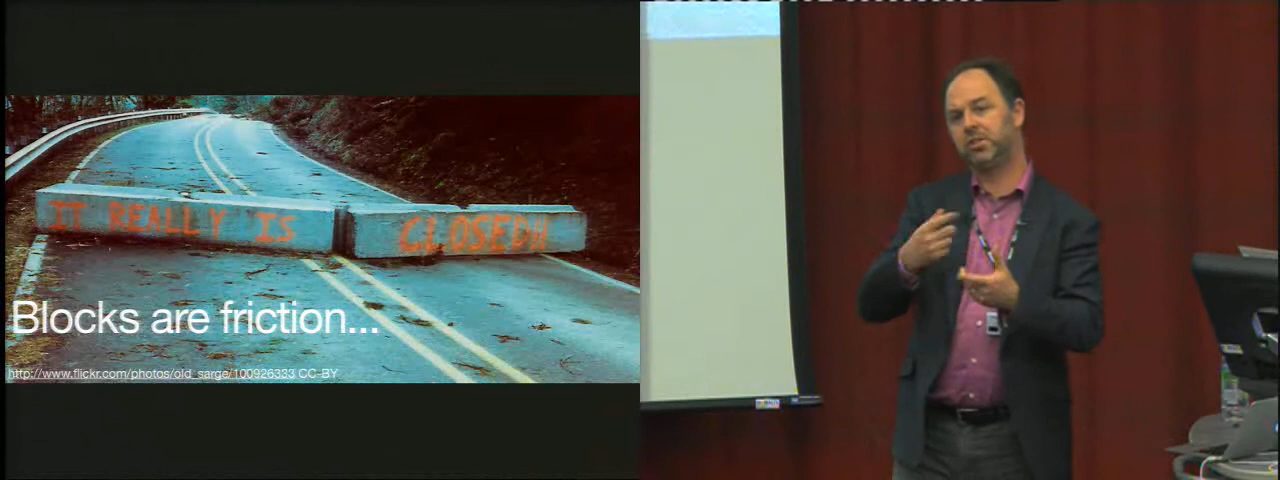 IT REALLY IS CLOSED!!
Blocks are friction...
http://www.flickr.com/photos/old_sarge/100926333 CC-BY